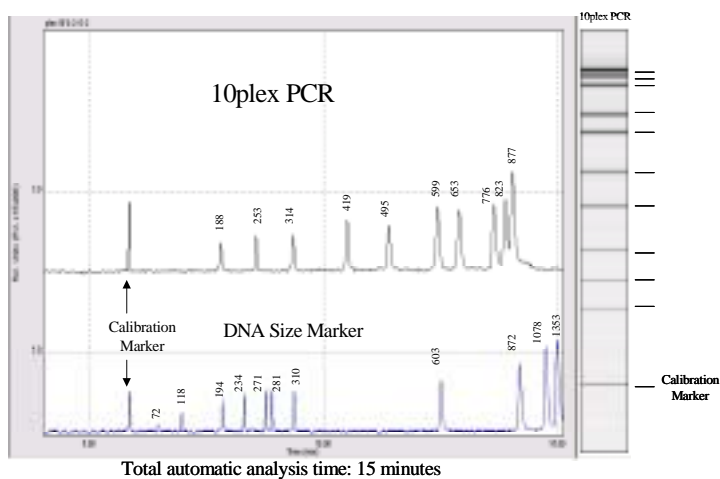 10plex PCR
10plex PCR
188
253
314
419
495
599
653
776
823
877
Calibration
Marker
DNA Size Marker
72
118
194
234
271
281
310
603
872
1078
1353
Calibration
Marker
Total automatic analysis time: 15 minutes